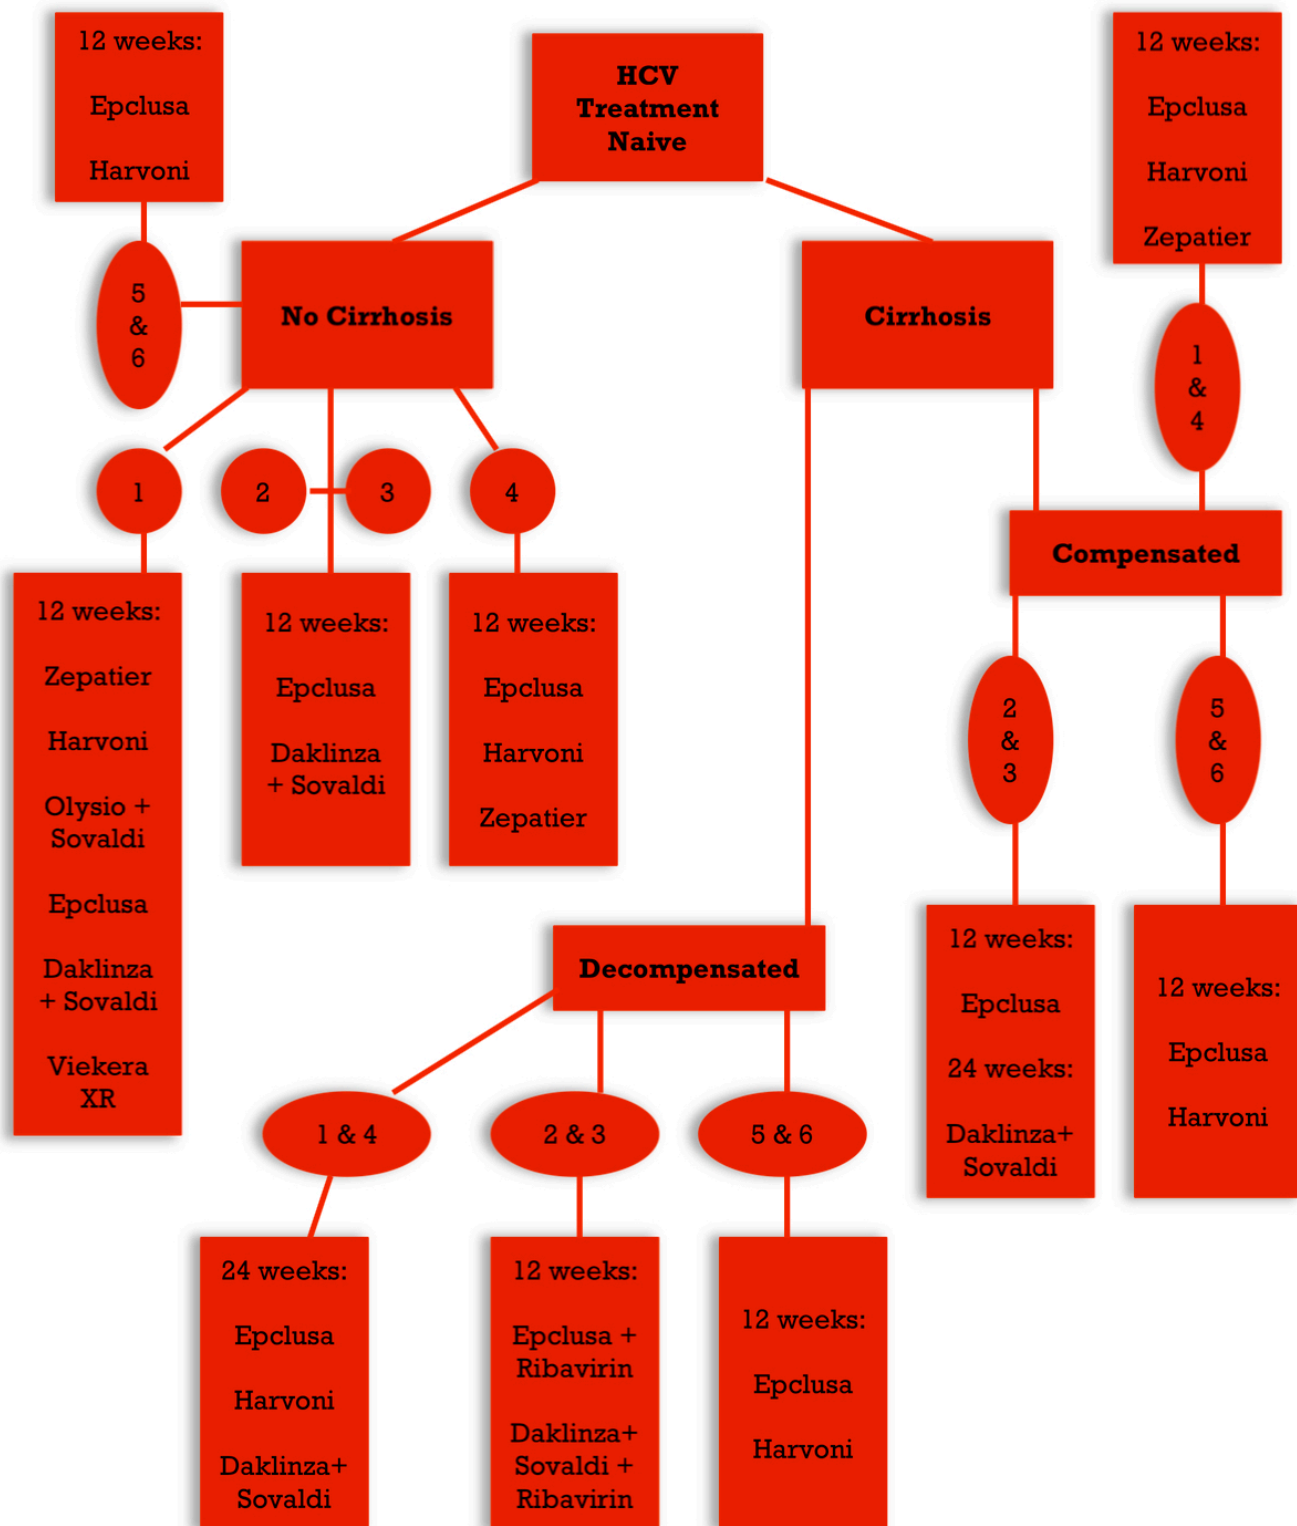 12 weeks:
Epclusa
Harvoni
HCV
Treatment
Naive
12 weeks:
Epclusa
Harvoni
Zepatier
5
&
6
No Cirrhosis
Cirrhosis
1
&
4
1
2
3
4
Compensated
12 weeks:
Zepatier
Harvoni
Olysio +
Sovaldi
Epclusa
Daklinza
+ Sovaldi
Viekera
XR
12 weeks:
Epclusa
Daklinza
+ Sovaldi
12 weeks:
Epclusa
Harvoni
Zepatier
2
&
3
5
&
6
12 weeks:
Epclusa
24 weeks:
Daklinza+
Sovaldi
12 weeks:
Epclusa
Harvoni
Decompensated
1 & 4
2 & 3
5 & 6
24 weeks:
Epclusa
Harvoni
Daklinza+
Sovaldi
12 weeks:
Epclusa +
Ribavirin
Daklinza+
Sovaldi +
Ribavirin
12 weeks:
Epclusa
Harvoni